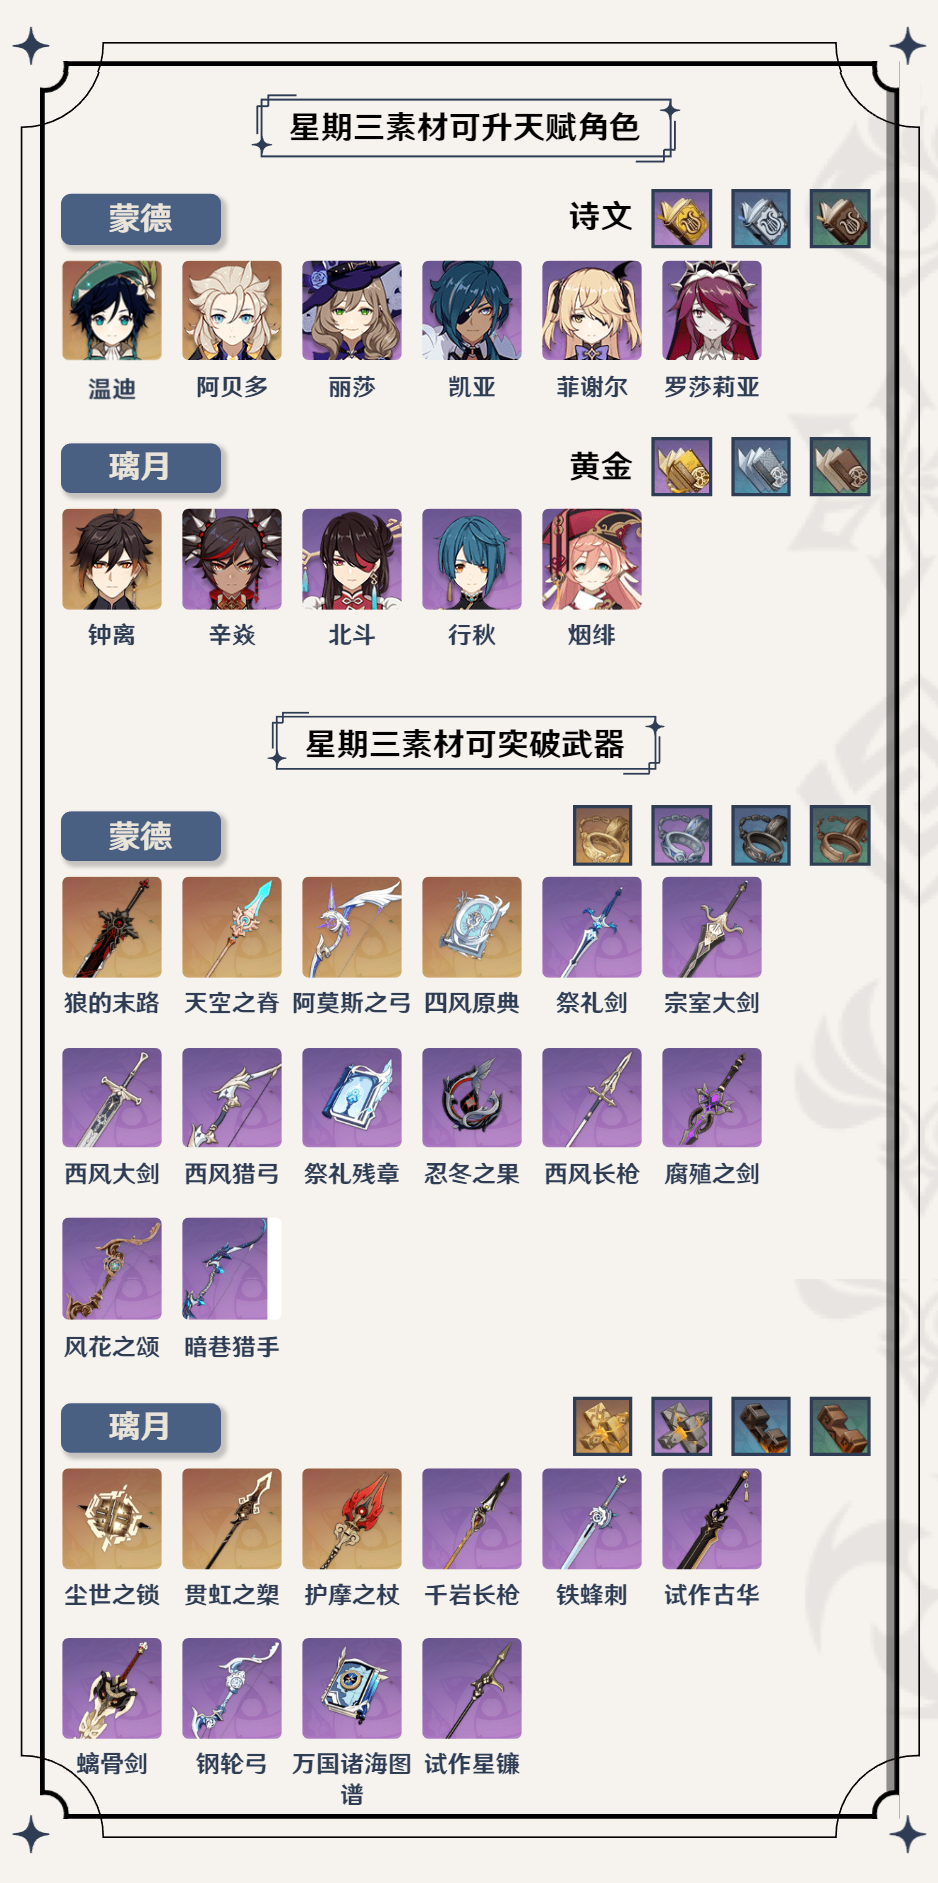 星期三素材可升天赋角色
蒙德
诗文
温迪 阿贝多 丽莎 凯亚 菲谢尔 罗莎莉亚
璃月
黄金
钟离 辛焱 北斗 行秋 烟绯
星期三素材可突破武器
蒙德
狼的末路 天空之脊 阿莫斯之弓 四风原典 祭礼剑 宗室大剑
西风大剑 西风猎弓 祭礼残章 忍冬之果 西风长枪 腐殖之剑
风花之颂 暗巷猎手
璃月
尘世之锁 贯虹之槊 护摩之杖 千岩长枪 铁蜂刺 试作古华
螭骨剑 钢轮弓 万国诸海图 试作星镰
谱